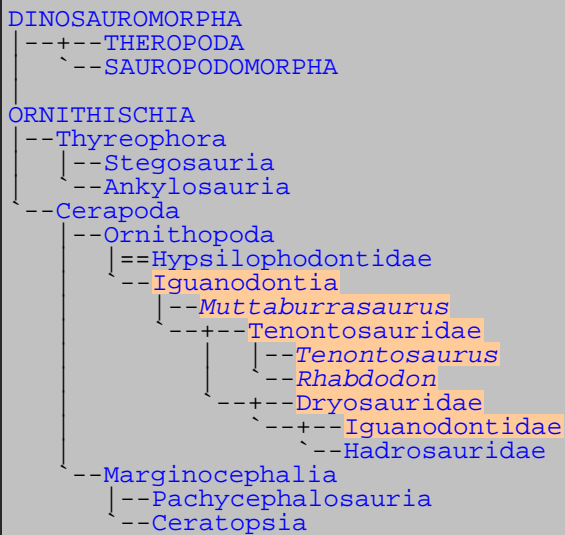 DINOSAUROMORPHA
|--+--THEROPODA
|  `--SAUROPODOMORPHA
|
ORNITHISCHIA
|--Thyreophora
|  |--Stegosauria
|  `--Ankylosauria
`--Cerapoda
   |--Ornithopoda
   |  |==Hypsilophodontidae
   |  `--Iguanodontia
   |     |--Muttaburrasaurus
   |     `--+--Tenontosauridae
   |        |  |--Tenontosaurus
   |        |  `--Rhabdodon
   |        `--+--Dryosauridae
   |           `--+--Iguanodontidae
   |              `--Hadrosauridae
   `--Marginocephalia
      |--Pachycephalosauria
      `--Ceratopsia